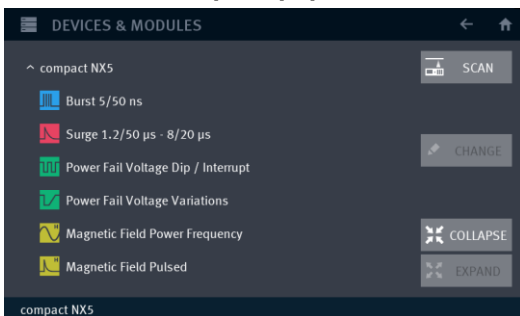 DEVICES & MODULES
compact NX5
SCAN
Burst 5/50 ns
Surge 1.2/50 µs - 8/20 µs
CHANGE
Power Fail Voltage Dip / Interrupt
Power Fail Voltage Variations
Magnetic Field Power Frequency
COLLAPSE
Magnetic Field Pulsed
EXPAND
compact NX5